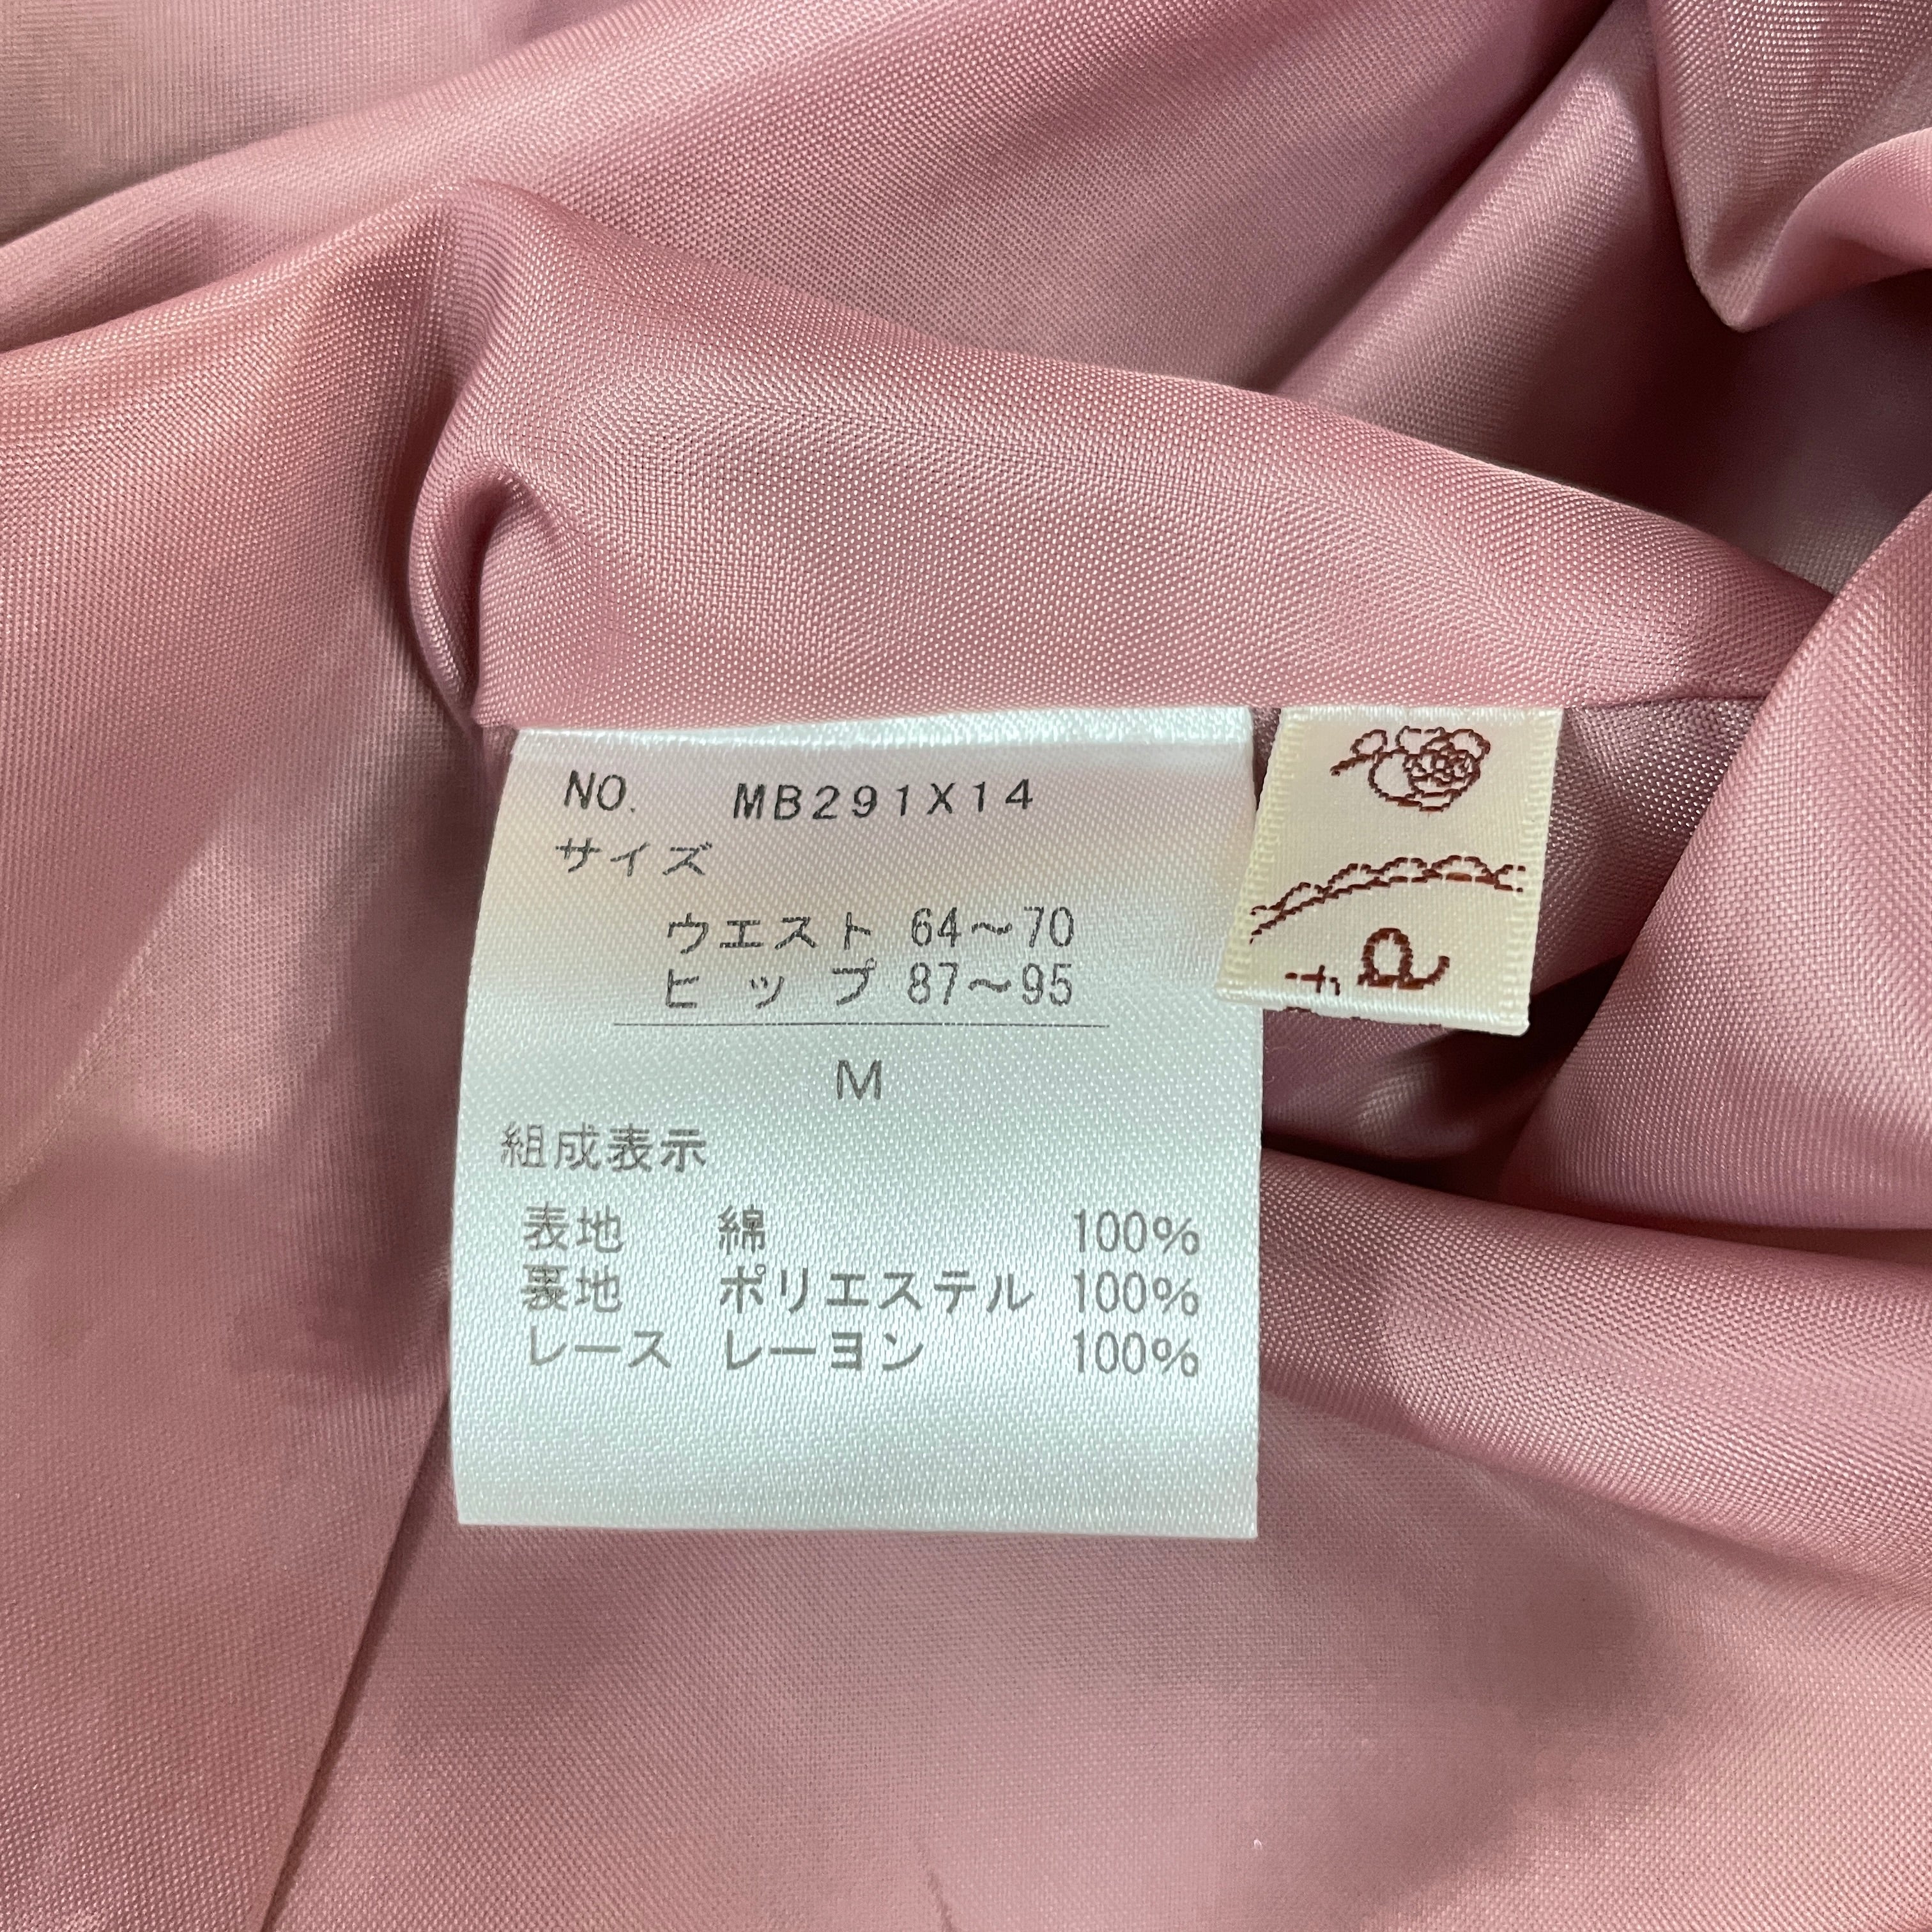 NO. MB291X14
サイズ
ウエスト 64～70
ヒップ 87～95
M
組成表示
表地 綿 100%
裏地 ポリエステル 100%
レース レーヨン 100%